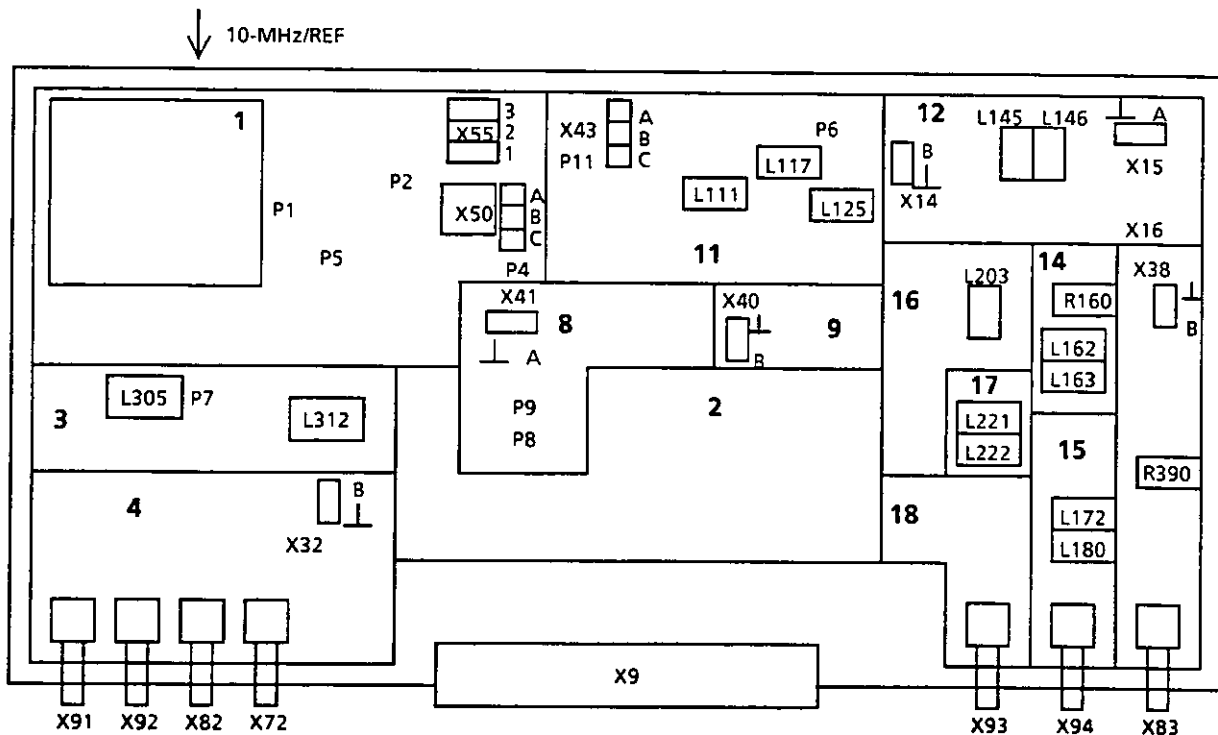 10-MHz/REF
1
P1
P2
P5
X55
3
2
1
X50
A
B
C
P4
X43
P11
A
B
C
P6
L117
L111
L125
11
12
L145
L146
A
X15
B
X14
X16
X41
8
A
X40
B
9
P9
P8
2
16
L203
14
R160
L162
L163
X38
B
17
L221
L222
15
R390
L172
L180
18
3
L305
P7
L312
4
B
X32
X91
X92
X82
X72
X9
X93
X94
X83